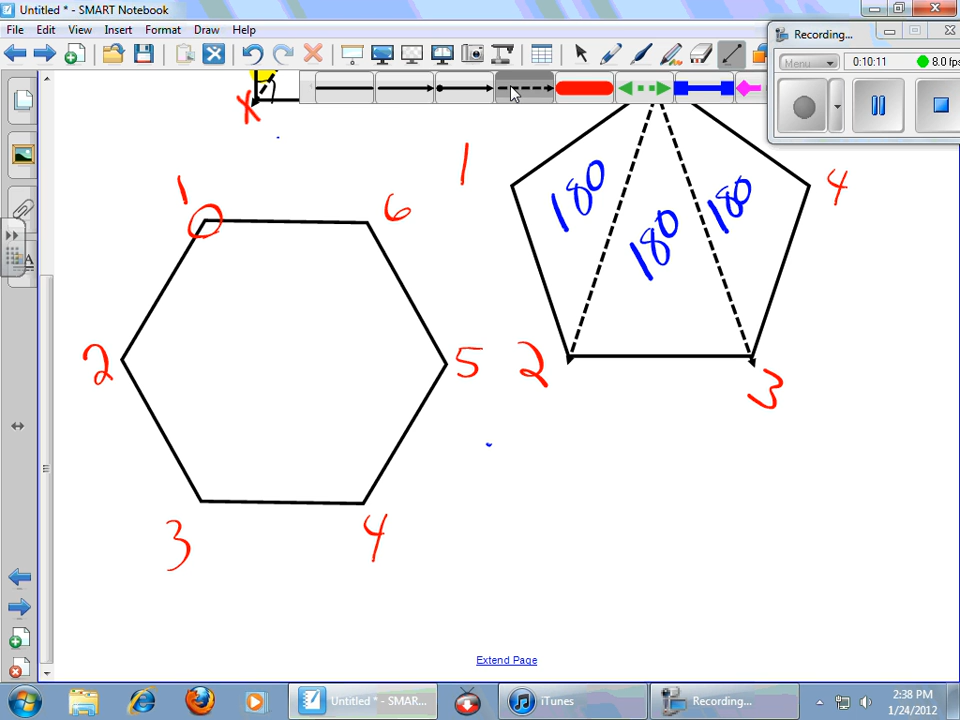 Untitled * - SMART Notebook
File Edit View Insert Format Draw Help
Recording...
Menu
0:10:11
8.0 fps
X
1
4
180
180
180
1
6
2
5
2
3
3
4
A
Extend Page
Untitled * - SMAR...
iTunes
Recording...
2:38 PM
1/24/2012